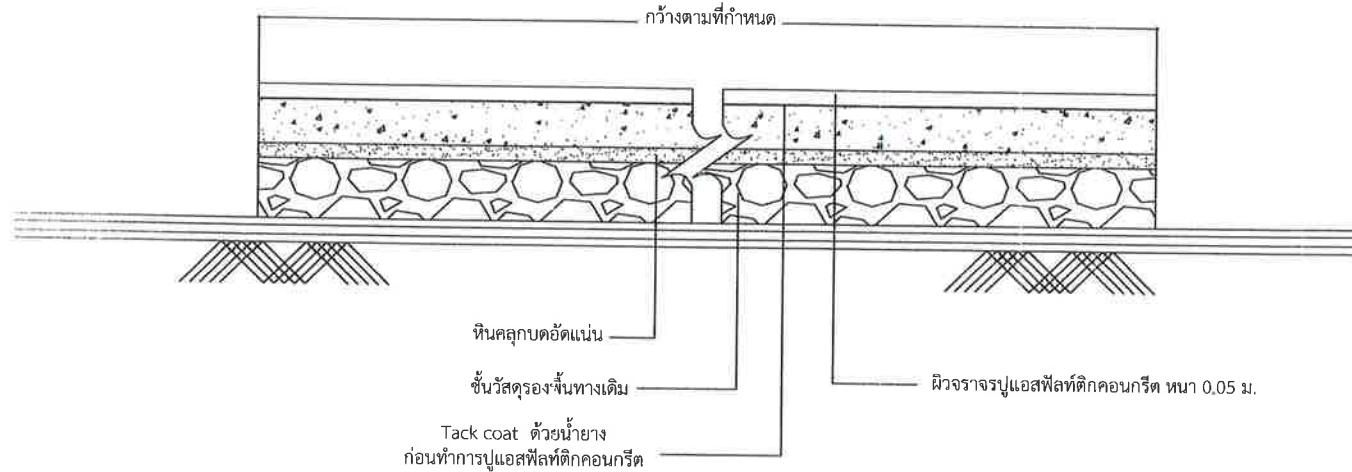 กว้างตามที่กำหนด
หินคลุกบดอัดแน่น
ชั้นวัสดุรองพื้นทางเดิม
ผิวจราจรปูแอสฟัลท์ติกคอนกรีต หนา 0.05 ม.
Tack coat ด้วยน้ำยาง
ก่อนทำการปูแอสฟัลท์ติกคอนกรีต